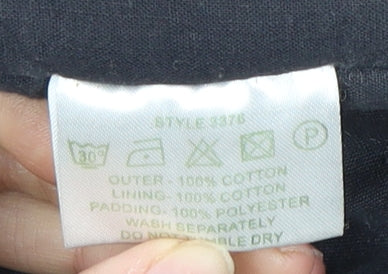 STYLE 3376
30°
P
OUTER - 100% COTTON
LINING - 100% COTTON
PADDING - 100% POLYESTER
WASH SEPARATELY
DO NOT TUMBLE DRY